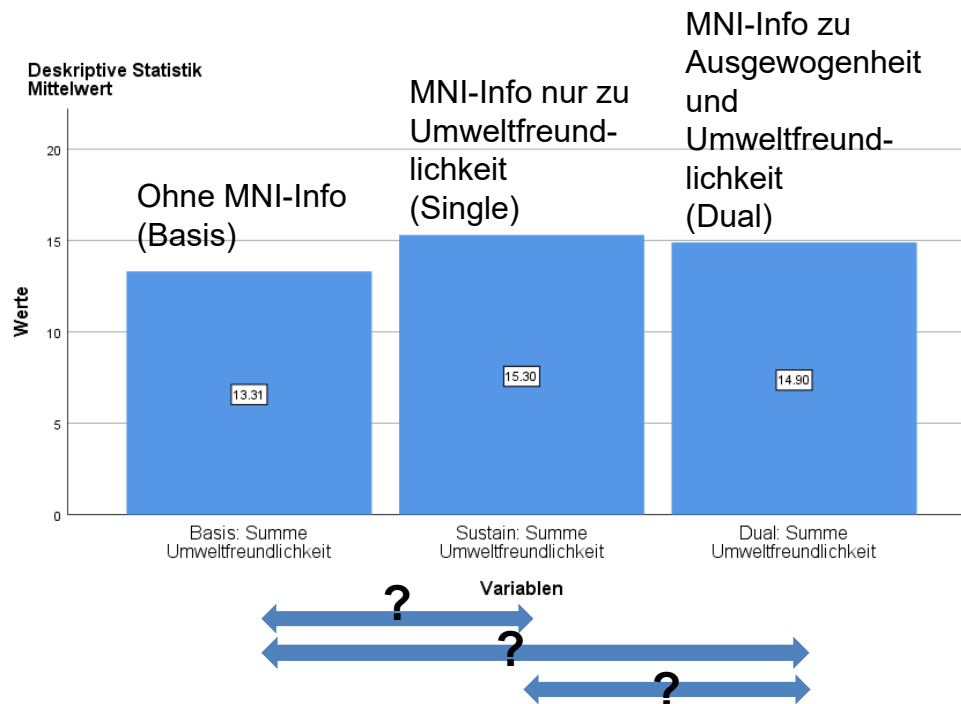 Deskriptive Statistik
Mittelwert
Ohne MNI-Info
(Basis)
MNI-Info nur zu
Umweltfreund-
lichkeit
(Single)
MNI-Info zu
Ausgewogenheit
und
Umweltfreund-
lichkeit
(Dual)
Werte
20
15
10
5
0
13.31
15.30
14.90
Basis: Summe
Umweltfreundlichkeit
Sustain: Summe
Umweltfreundlichkeit
Dual: Summe
Umweltfreundlichkeit
Variablen
?
?
?